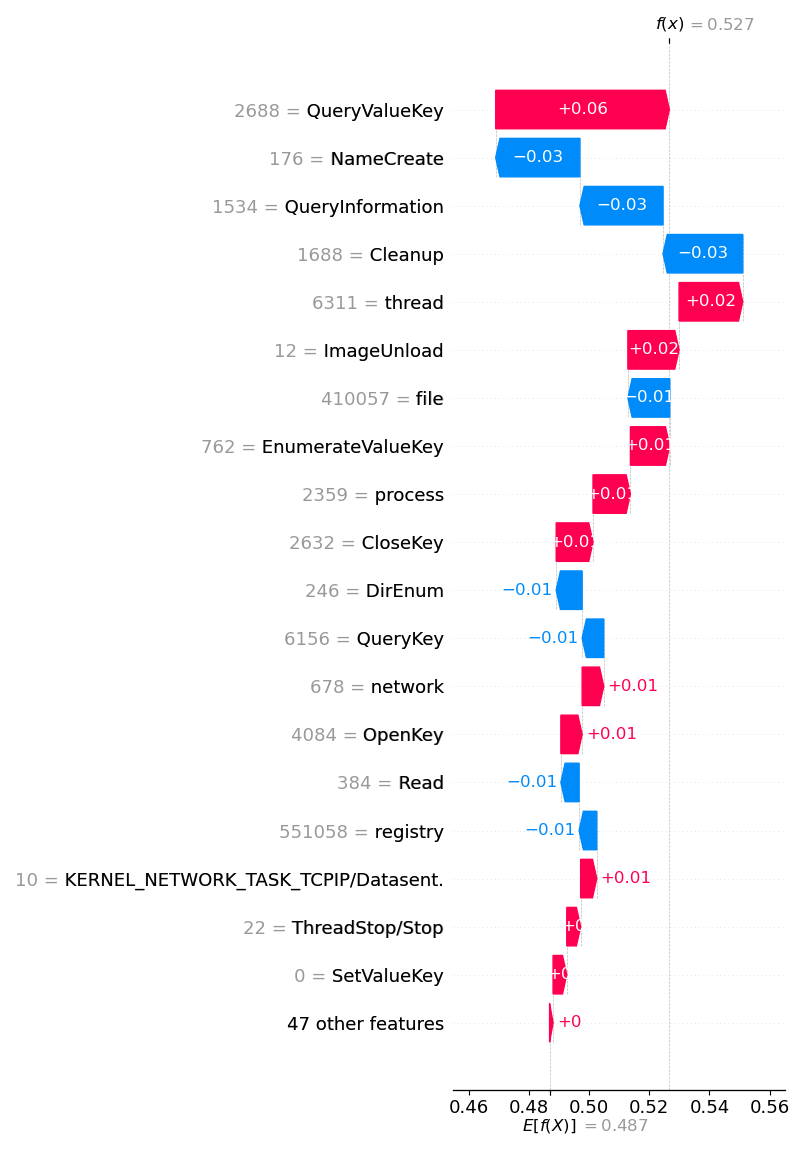 f(x) = 0.527
2688 = QueryValueKey +0.06
176 = NameCreate −0.03
1534 = QueryInformation −0.03
1688 = Cleanup −0.03
6311 = thread +0.02
12 = ImageUnload +0.02
410057 = file −0.01
762 = EnumerateValueKey +0.01
2359 = process +0.01
2632 = CloseKey +0.01
246 = DirEnum −0.01
6156 = QueryKey −0.01
678 = network +0.01
4084 = OpenKey +0.01
384 = Read −0.01
551058 = registry −0.01
10 = KERNEL_NETWORK_TASK_TCPIP/Datasent. +0.01
22 = ThreadStop/Stop +0
0 = SetValueKey +0
47 other features +0
0.46 0.48 0.50 0.52 0.54 0.56
E[f(X)] = 0.487